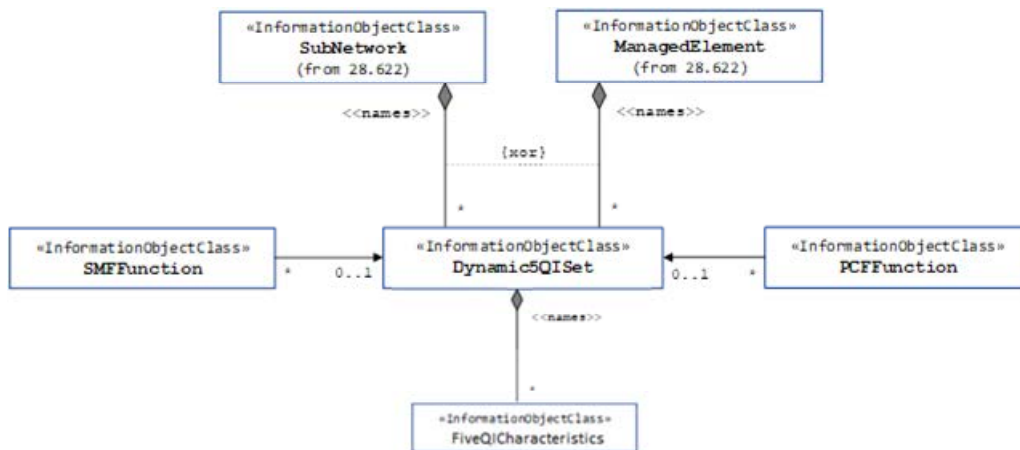 «InformationObjectClass»
SubNetwork
(from 28.622)
«InformationObjectClass»
ManagedElement
(from 28.622)
<<names>>
<<names>>
{xor}
*
*
«InformationObjectClass»
SMFFunction
*
0..1
«InformationObjectClass»
Dynamic5QISet
0..1
*
«InformationObjectClass»
PCFFunction
<<names>>
*
«InformationObjectClass»
FiveQICharacteristics